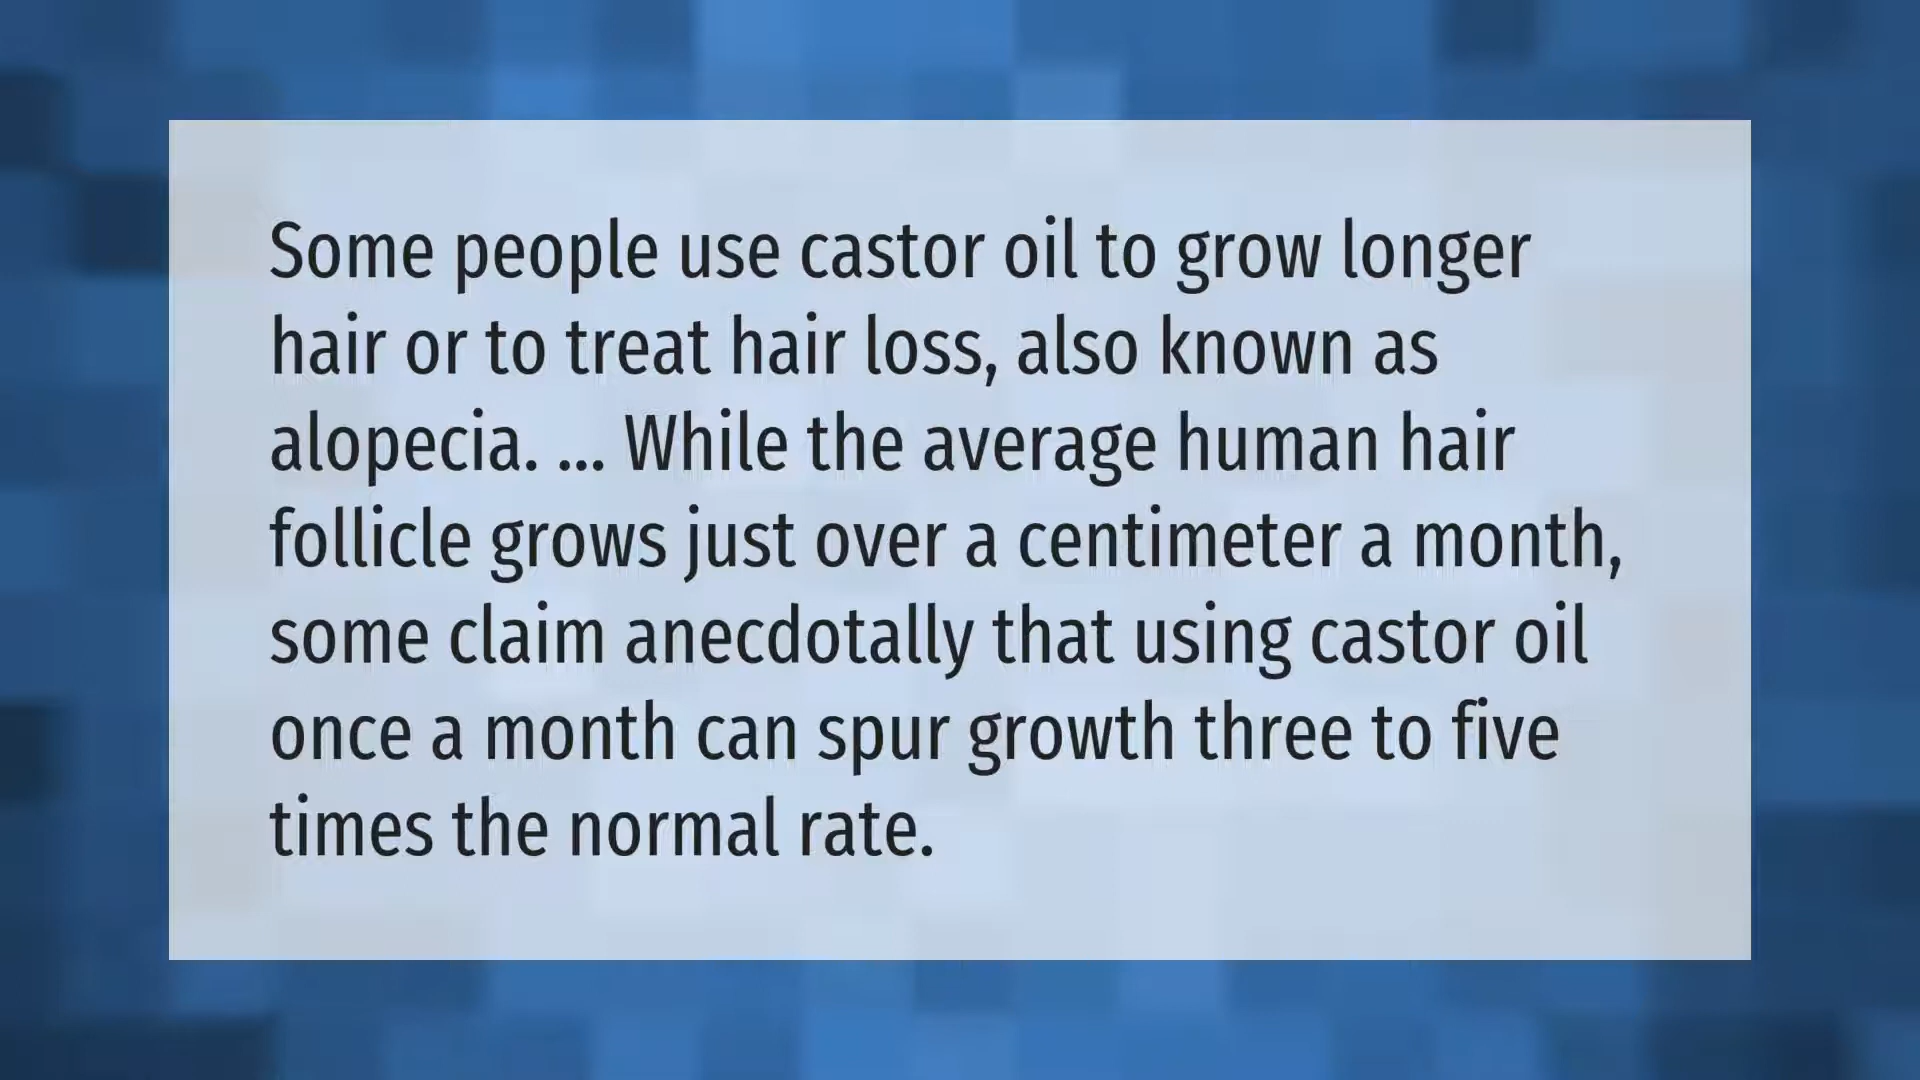 Some people use castor oil to grow longer
hair or to treat hair loss, also known as
alopecia. ... While the average human hair
follicle grows just over a centimeter a month,
some claim anecdotally that using castor oil
once a month can spur growth three to five
times the normal rate.